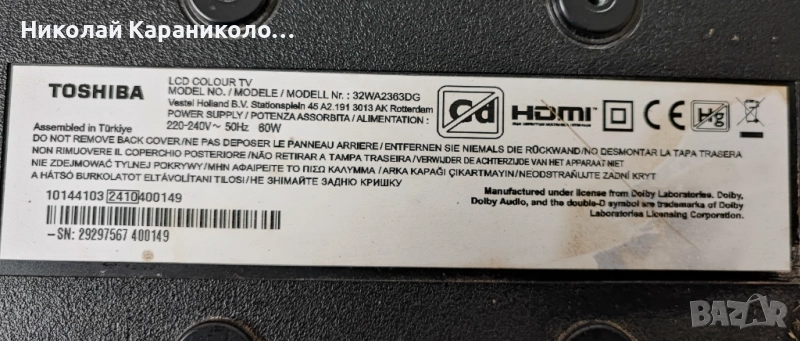 Николай Караниколо...
TOSHIBA
LCD COLOUR TV
MODEL NO./ MODELE / MODELL Nr. : 32WA2363DG
Vestel Holland B.V. Stationsplein 45 A2.191 3013 AK Rotterdam
POWER SUPPLY / POTENZA ASSORBITA / ALIMENTATION :
220-240V~ 50Hz 60W
Assembled in Türkiye
Cd HDMI CE Hg
DO NOT REMOVE BACK COVER/NE PAS DEPOSER LE PANNEAU ARRIERE/ENTFERNEN SIE NIEMALS DIE RÜCKWAND/NO DESMONTAR LA TAPA TRASERA
NON RIMUOVERE IL COPERCHIO POSTERIORE/NÃO RETIRAR A TAMPA TRASEIRA/VERWIJDER DE ACHTERZIJDE VAN HET APPARAAT NIET
NIE ZDEJMOWAĆ TYLNEJ POKRYWY/ΜΗΝ ΑΦΑΙΡΕΙΤΕ ΤΟ ΠΙΣΩ ΚΑΛΥΜΜΑ/ARKA KAPAĞI ÇIKARTMAYIN/NEODSTRAŇUJTE ZADNÍ KRYT
A HÁTSÓ BURKOLATOT ELTÁVOLÍTANI TILOS!/НЕ ЗНІМАЙТЕ ЗАДНЮ КРИШКУ
10144103 2410 400149
Manufactured under license from Dolby Laboratories. Dolby,
Dolby Audio, and the double-D symbol are trademarks of Dolby
Laboratories Licensing Corporation.
-SN: 29297567 400149
BAZAR